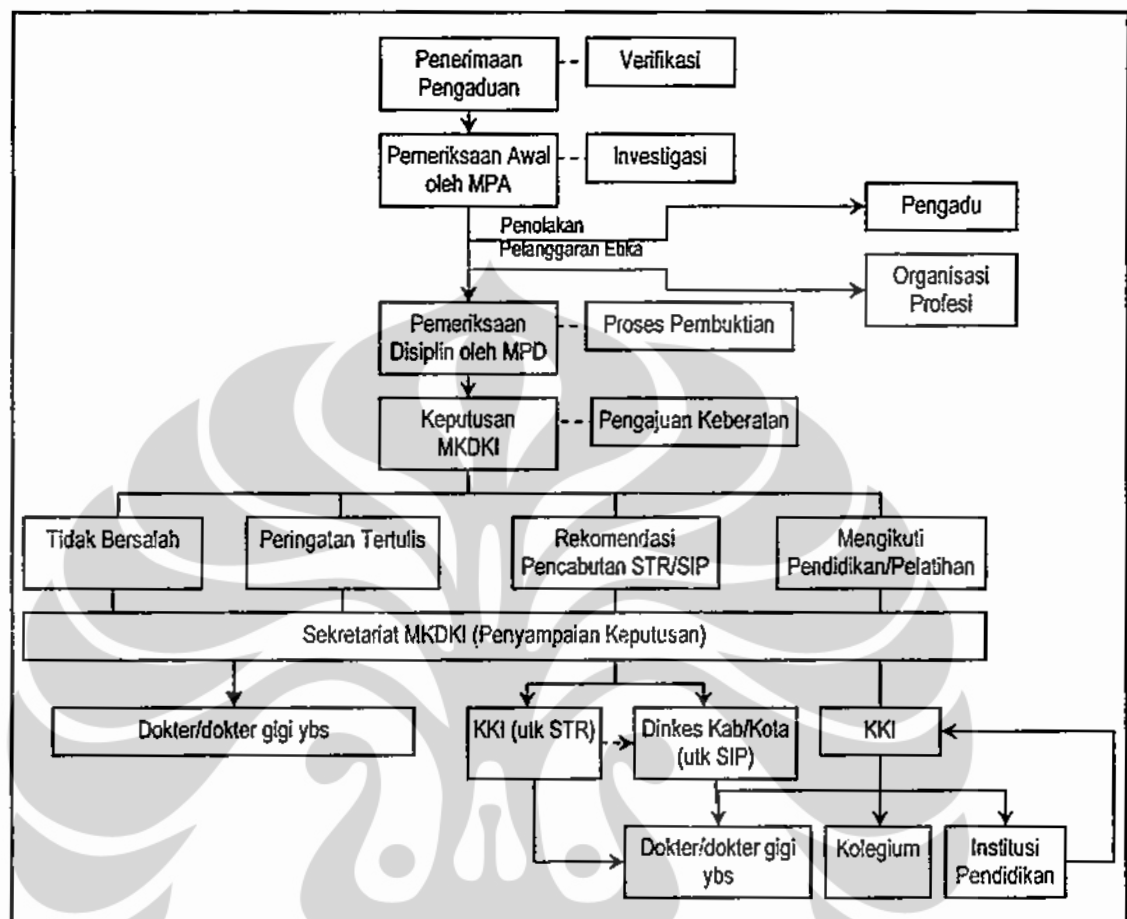 Penerimaan
Pengaduan
Verifikasi
Pemeriksaan Awal
oleh MPA
Investigasi
Pengadu
Penolakan
Pelanggaran Etika
Organisasi
Profesi
Pemeriksaan
Disiplin oleh MPD
Proses Pembuktian
Keputusan
MKDKI
Pengajuan Keberatan
Tidak Bersalah
Peringatan Tertulis
Rekomendasi
Pencabutan STR/SIP
Mengikuti
Pendidikan/Pelatihan
Sekretariat MKDKI (Penyampaian Keputusan)
Dokter/dokter gigi ybs
KKI (utk STR)
Dinkes Kab/Kota
(utk SIP)
KKI
Dokter/dokter gigi
ybs
Kolegium
Institusi
Pendidikan